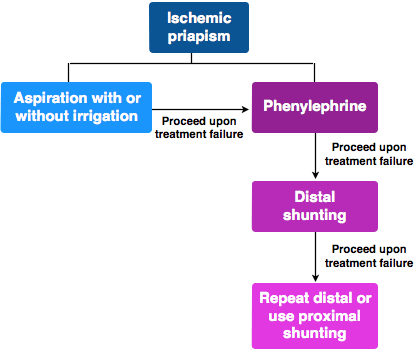 Ischemic
priapism
Aspiration with or
without irrigation
Proceed upon
treatment failure
Phenylephrine
Proceed upon
treatment failure
Distal
shunting
Proceed upon
treatment failure
Repeat distal or
use proximal
shunting